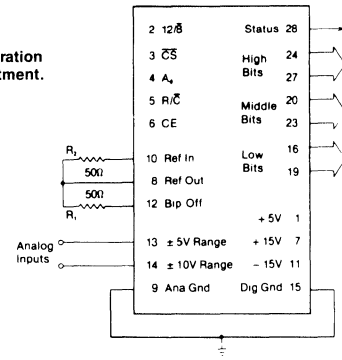 ration
tment.
2 12/8̅ Status 28
3 C̅S̅ High Bits 24
4 A₀ 27
5 R/C̅ Middle Bits 20
6 CE 23
R₂
50Ω
10 Ref In Low Bits 16
8 Ref Out 19
50Ω
R₁
12 Bip Off
+ 5V 1
Analog Inputs
13 ± 5V Range + 15V 7
14 ± 10V Range − 15V 11
9 Ana Gnd Dig Gnd 15